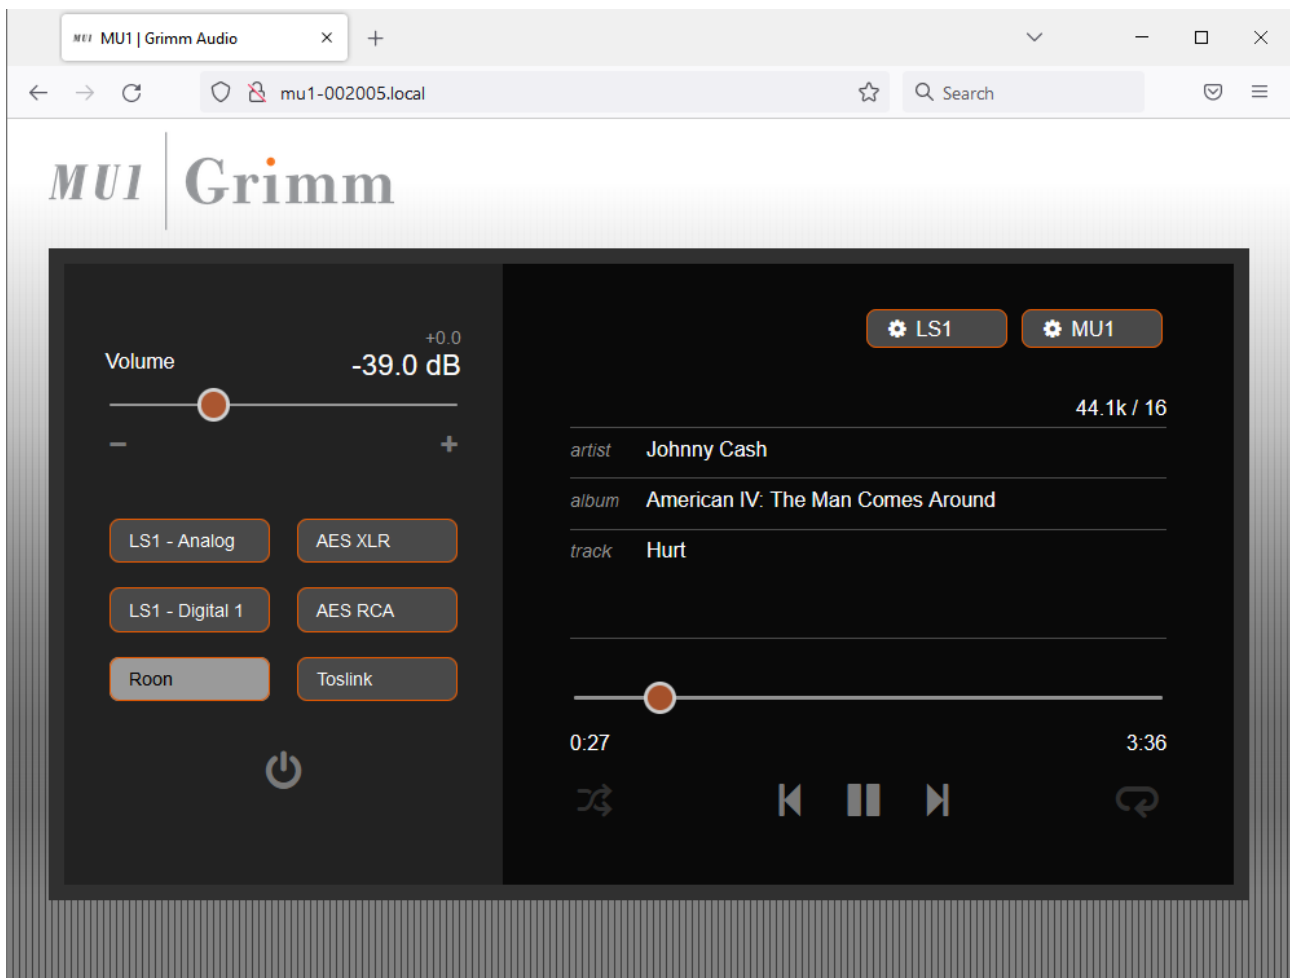 MU1 MU1 | Grimm Audio
mu1-002005.local
Search
MU1 Grimm
+0.0
Volume -39.0 dB
LS1 - Analog AES XLR
LS1 - Digital 1 AES RCA
Roon Toslink
LS1 MU1
44.1k / 16
artist Johnny Cash
album American IV: The Man Comes Around
track Hurt
0:27 3:36